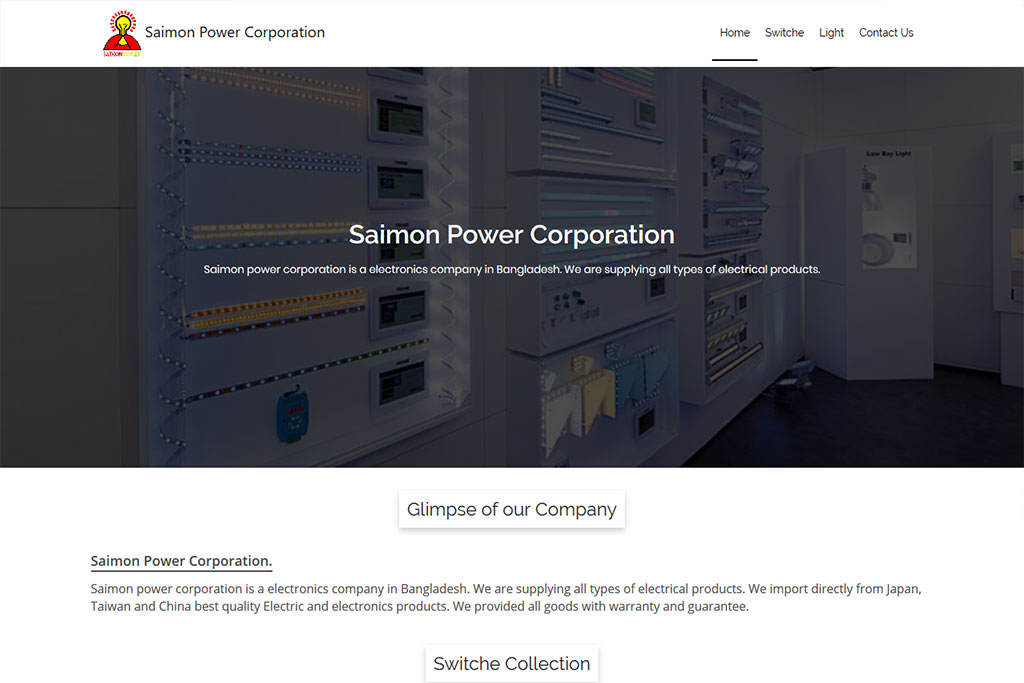 Saimon Power Corporation
Home
Switche
Light
Contact Us
Low Bay Light
Saimon Power Corporation
Saimon power corporation is a electronics company in Bangladesh. We are supplying all types of electrical products.
Glimpse of our Company
Saimon Power Corporation.
Saimon power corporation is a electronics company in Bangladesh. We are supplying all types of electrical products. We import directly from Japan,
Taiwan and China best quality Electric and electronics products. We provided all goods with warranty and guarantee.
Switche Collection